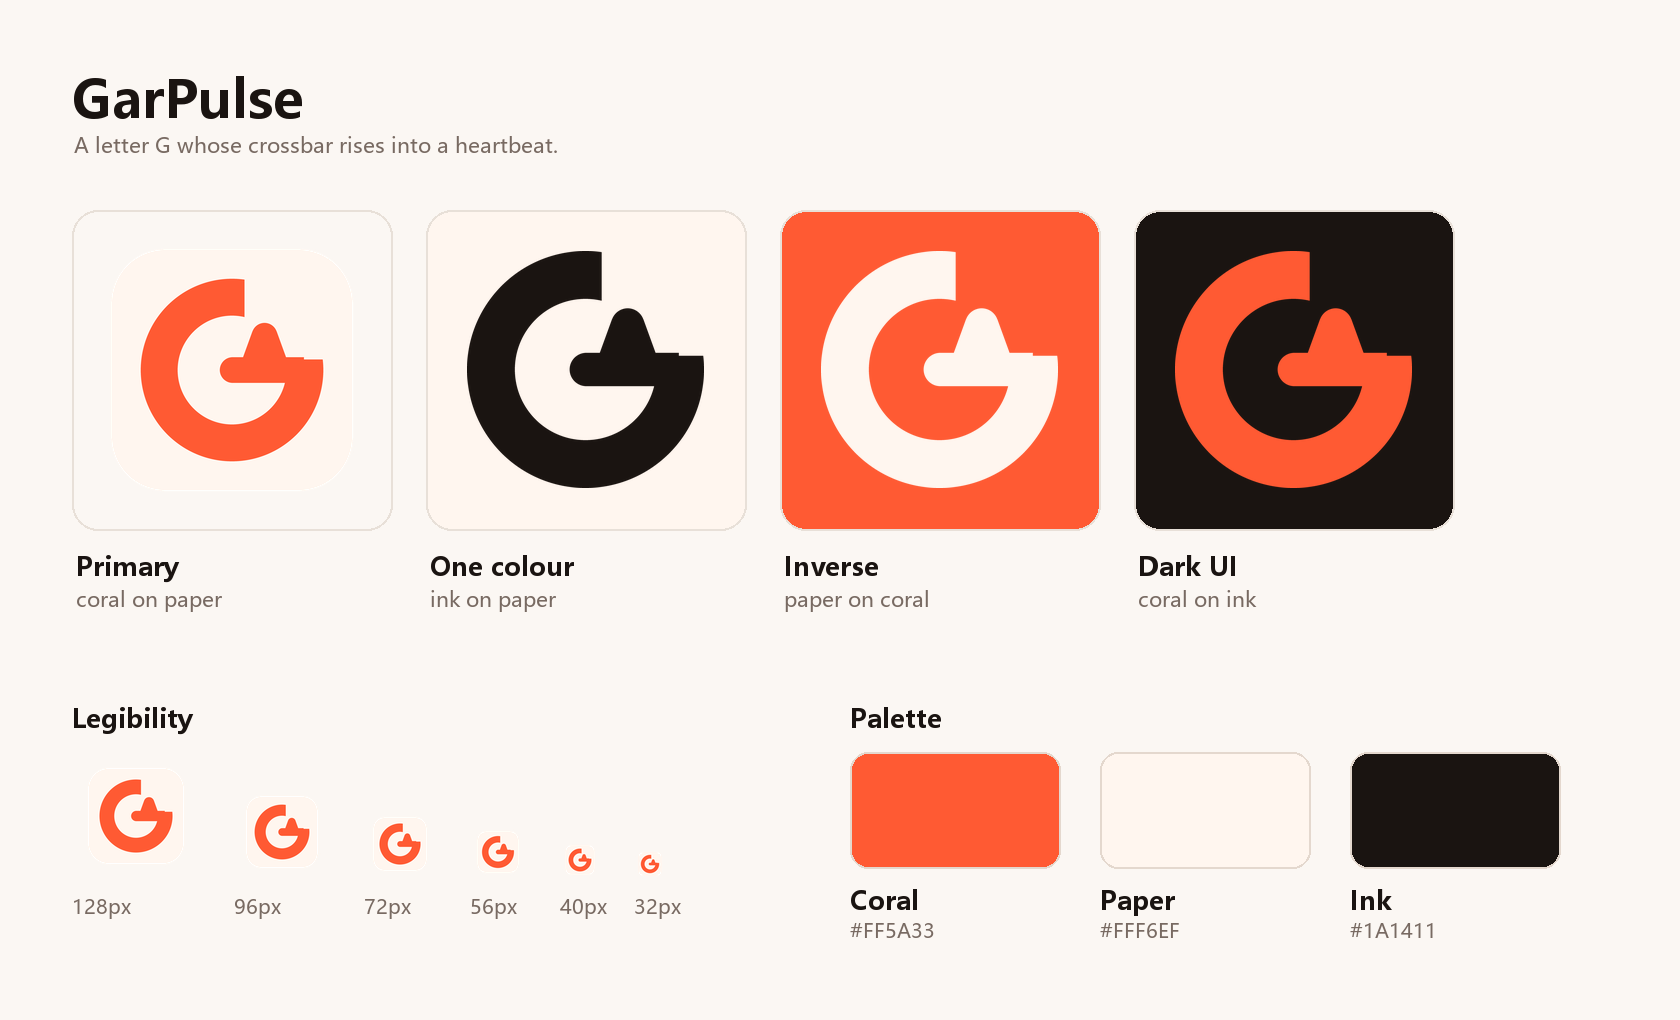 GarPulse
A letter G whose crossbar rises into a heartbeat.
Primary
coral on paper
One colour
ink on paper
Inverse
paper on coral
Dark UI
coral on ink
Legibility
128px
96px
72px
56px
40px
32px
Palette
Coral
#FF5A33
Paper
#FFF6EF
Ink
#1A1411